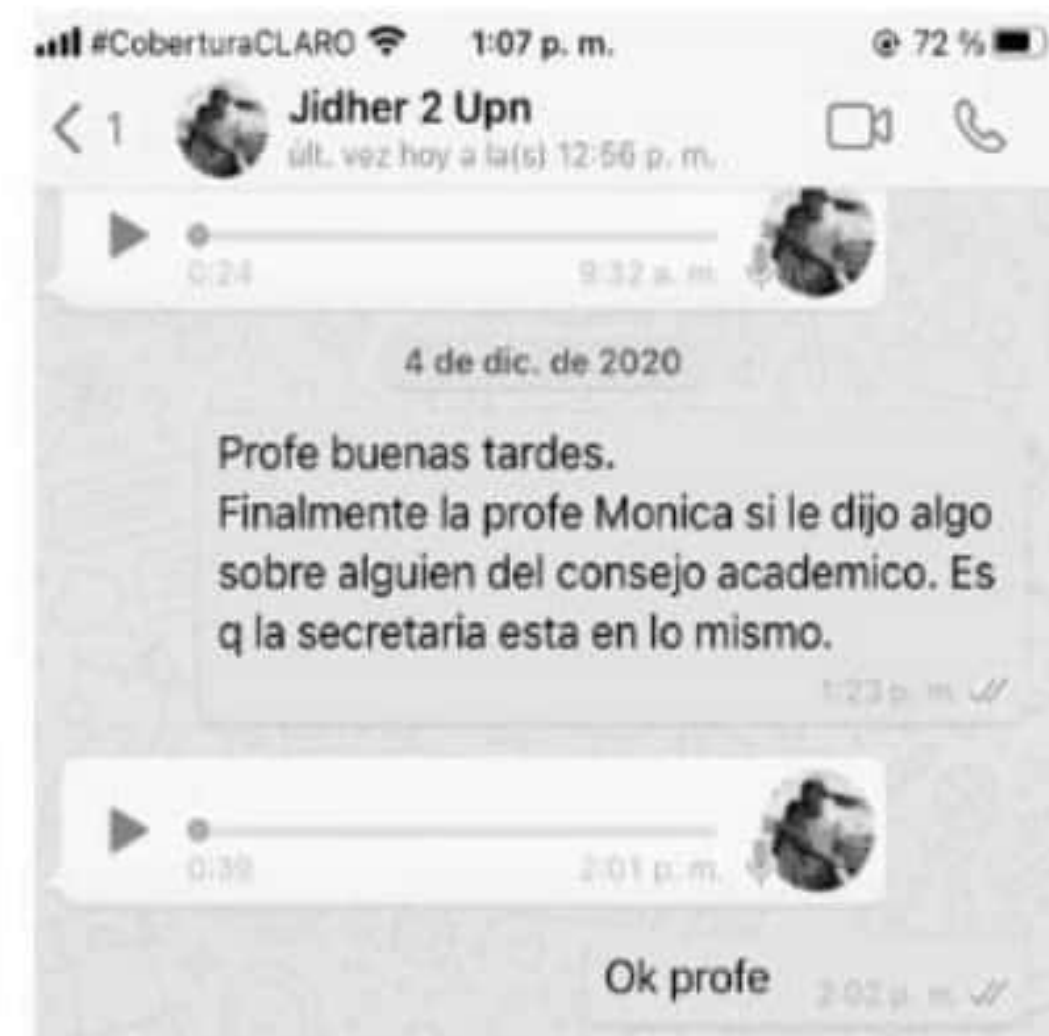 #CoberturaCLARO 1:07 p. m. 72 %
1 Jidher 2 Upn
últ. vez hoy a la(s) 12:56 p. m.
0:24 9:32 a. m.
4 de dic. de 2020
Profe buenas tardes.
Finalmente la profe Monica si le dijo algo
sobre alguien del consejo academico. Es
q la secretaria esta en lo mismo.
1:23 p. m.
0:39 2:01 p. m.
Ok profe 2:02 p. m.